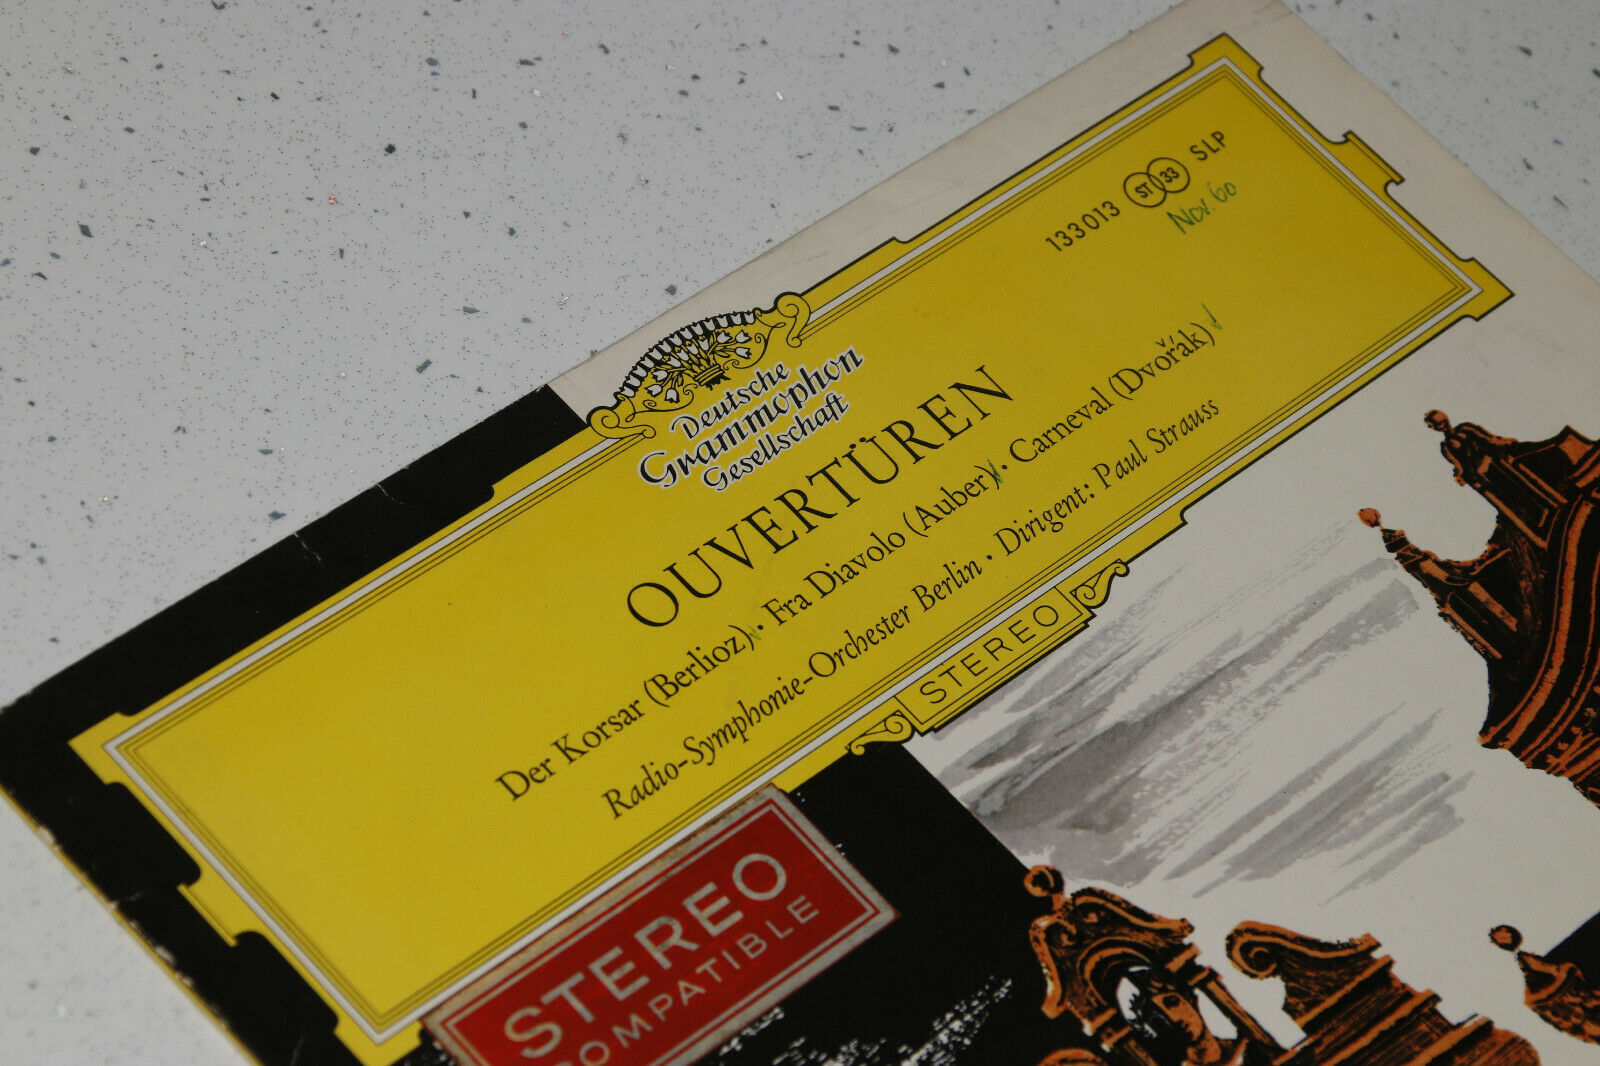 133013 ST 33 SLP
Nov. 60
Deutsche
Grammophon
Gesellschaft
OUVERTÜREN
Der Korsar (Berlioz) · Fra Diavolo (Auber) · Carneval (Dvořák)
Radio-Symphonie-Orchester Berlin · Dirigent: Paul Strauss
STEREO
STEREO
COMPATIBLE